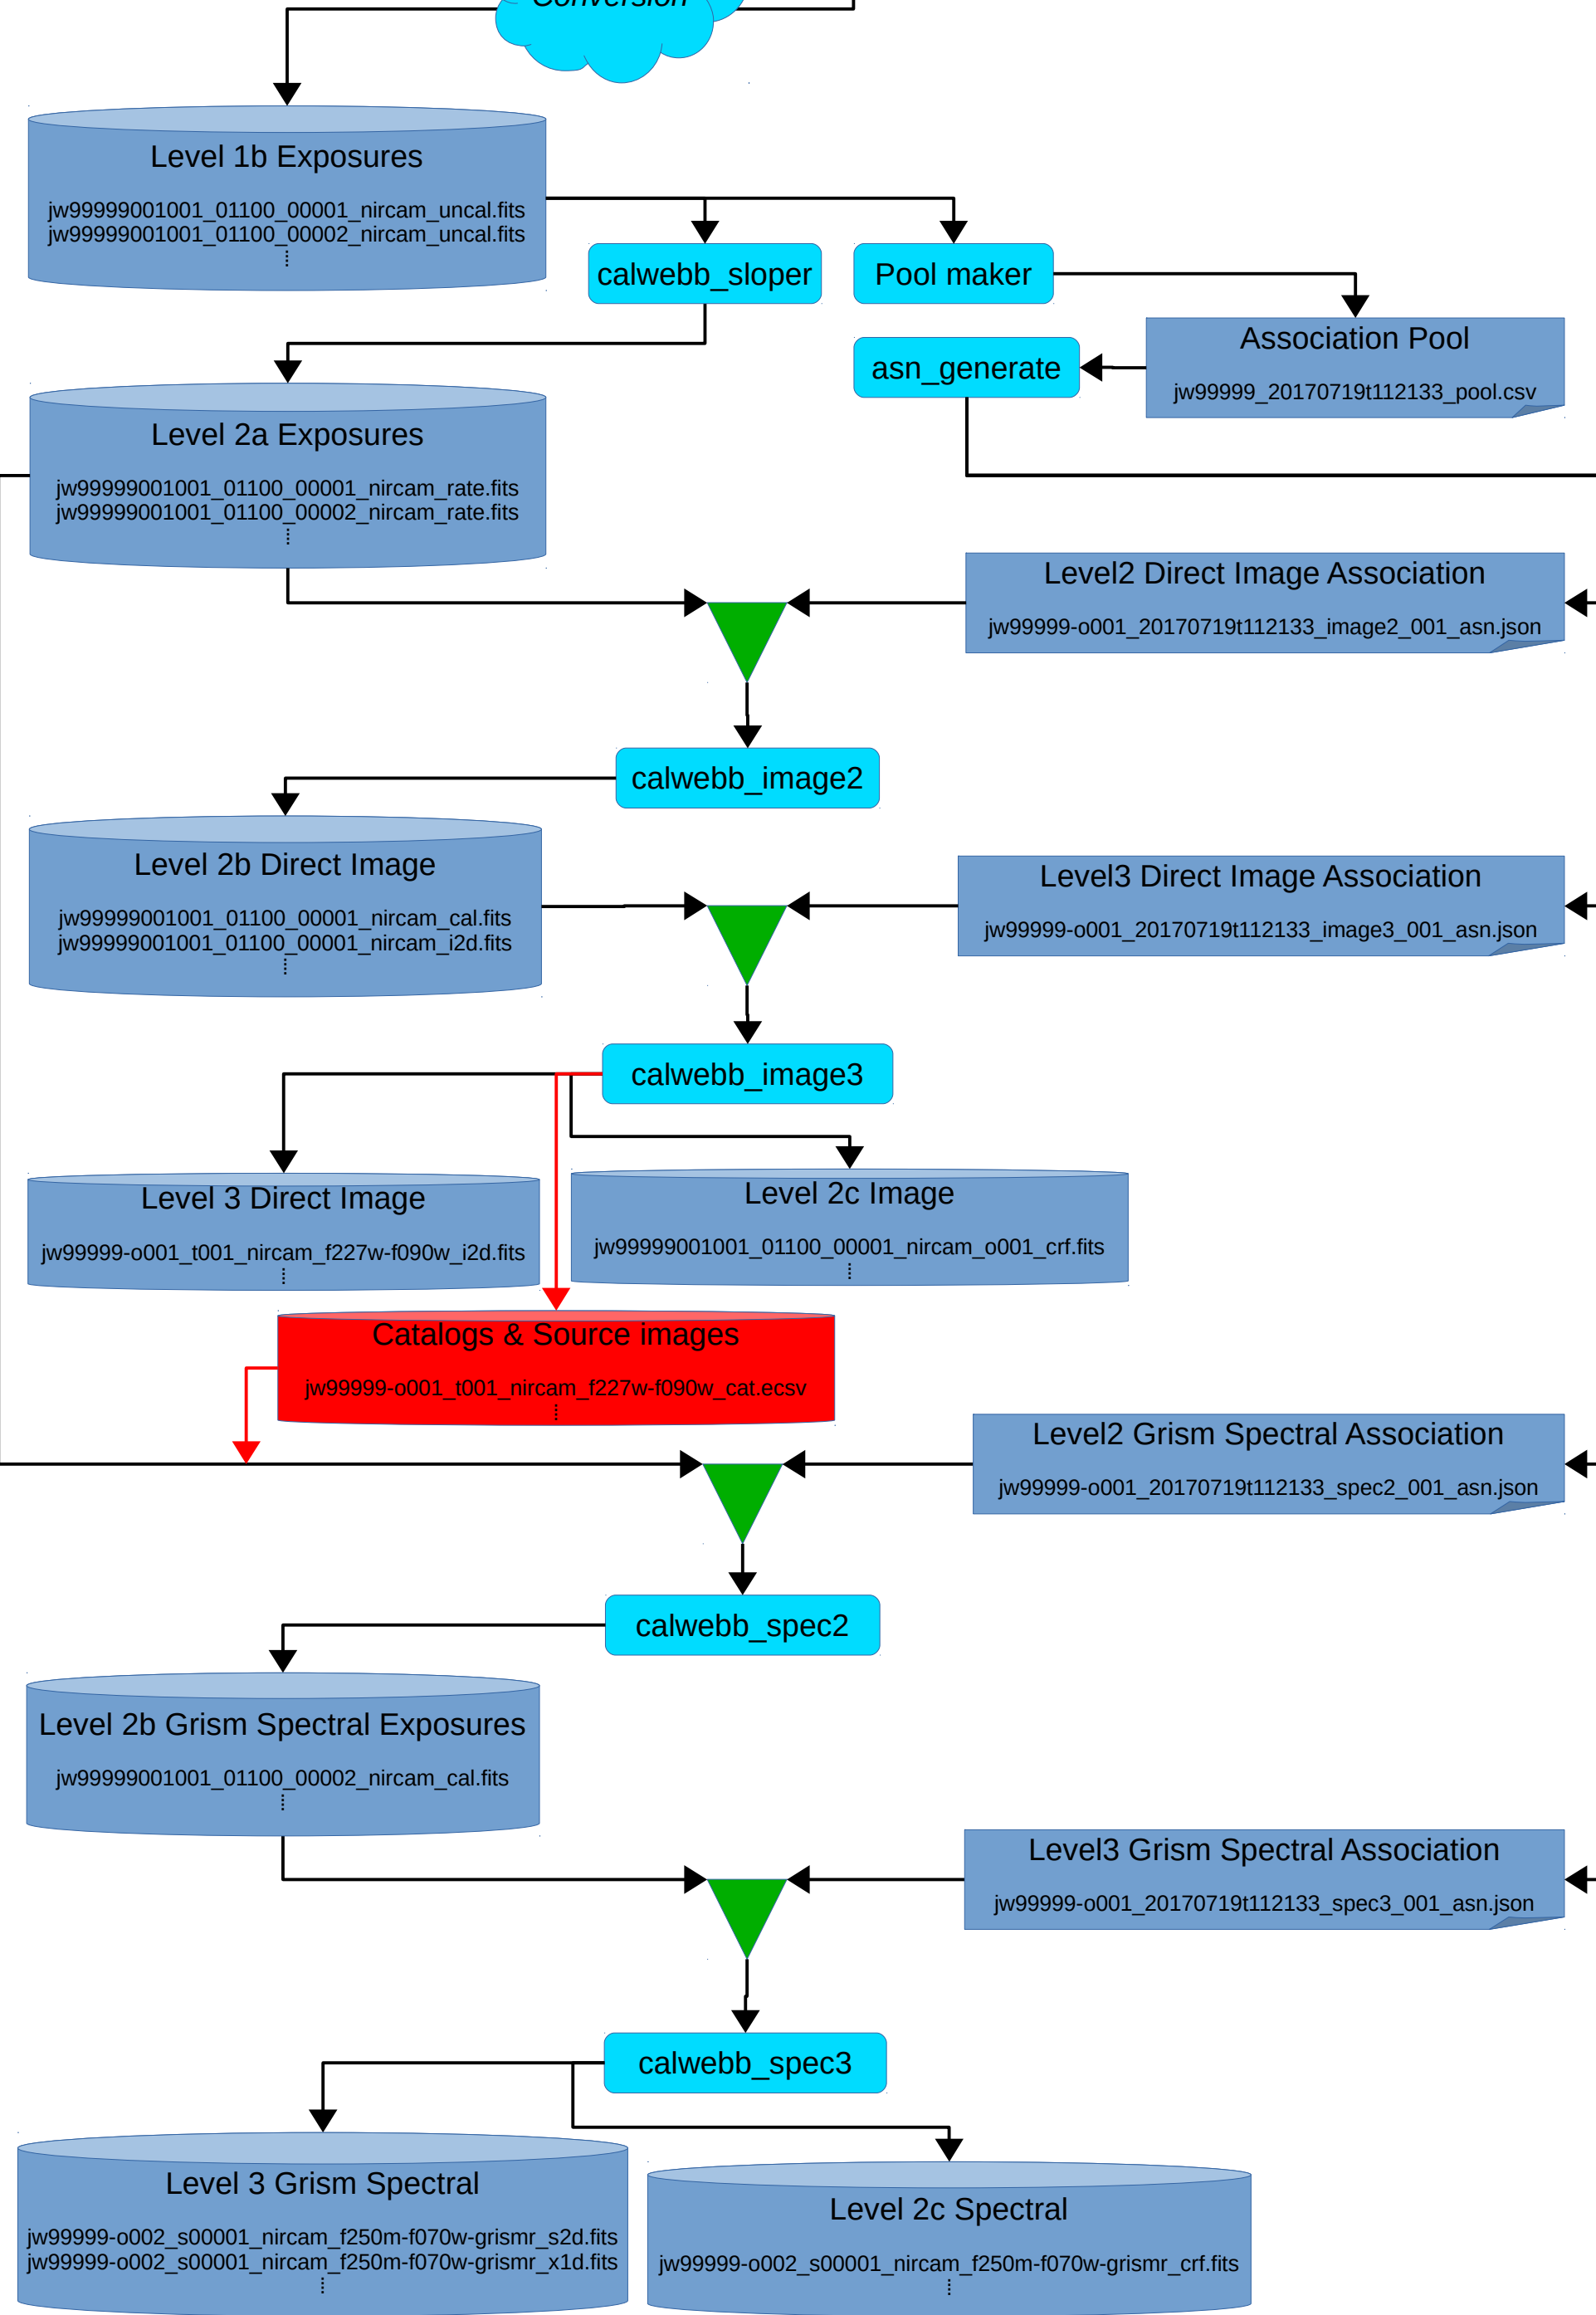 Conversion
Level 1b Exposures
jw99999001001_01100_00001_nircam_uncal.fits
jw99999001001_01100_00002_nircam_uncal.fits
calwebb_sloper
Pool maker
Association Pool
jw99999_20170719t112133_pool.csv
asn_generate
Level 2a Exposures
jw99999001001_01100_00001_nircam_rate.fits
jw99999001001_01100_00002_nircam_rate.fits
Level2 Direct Image Association
jw99999-o001_20170719t112133_image2_001_asn.json
calwebb_image2
Level 2b Direct Image
jw99999001001_01100_00001_nircam_cal.fits
jw99999001001_01100_00001_nircam_i2d.fits
Level3 Direct Image Association
jw99999-o001_20170719t112133_image3_001_asn.json
calwebb_image3
Level 3 Direct Image
jw99999-o001_t001_nircam_f227w-f090w_i2d.fits
Level 2c Image
jw99999001001_01100_00001_nircam_o001_crf.fits
Catalogs & Source images
jw99999-o001_t001_nircam_f227w-f090w_cat.ecsv
Level2 Grism Spectral Association
jw99999-o001_20170719t112133_spec2_001_asn.json
calwebb_spec2
Level 2b Grism Spectral Exposures
jw99999001001_01100_00002_nircam_cal.fits
Level3 Grism Spectral Association
jw99999-o001_20170719t112133_spec3_001_asn.json
calwebb_spec3
Level 3 Grism Spectral
jw99999-o002_s00001_nircam_f250m-f070w-grismr_s2d.fits
jw99999-o002_s00001_nircam_f250m-f070w-grismr_x1d.fits
Level 2c Spectral
jw99999-o002_s00001_nircam_f250m-f070w-grismr_crf.fits